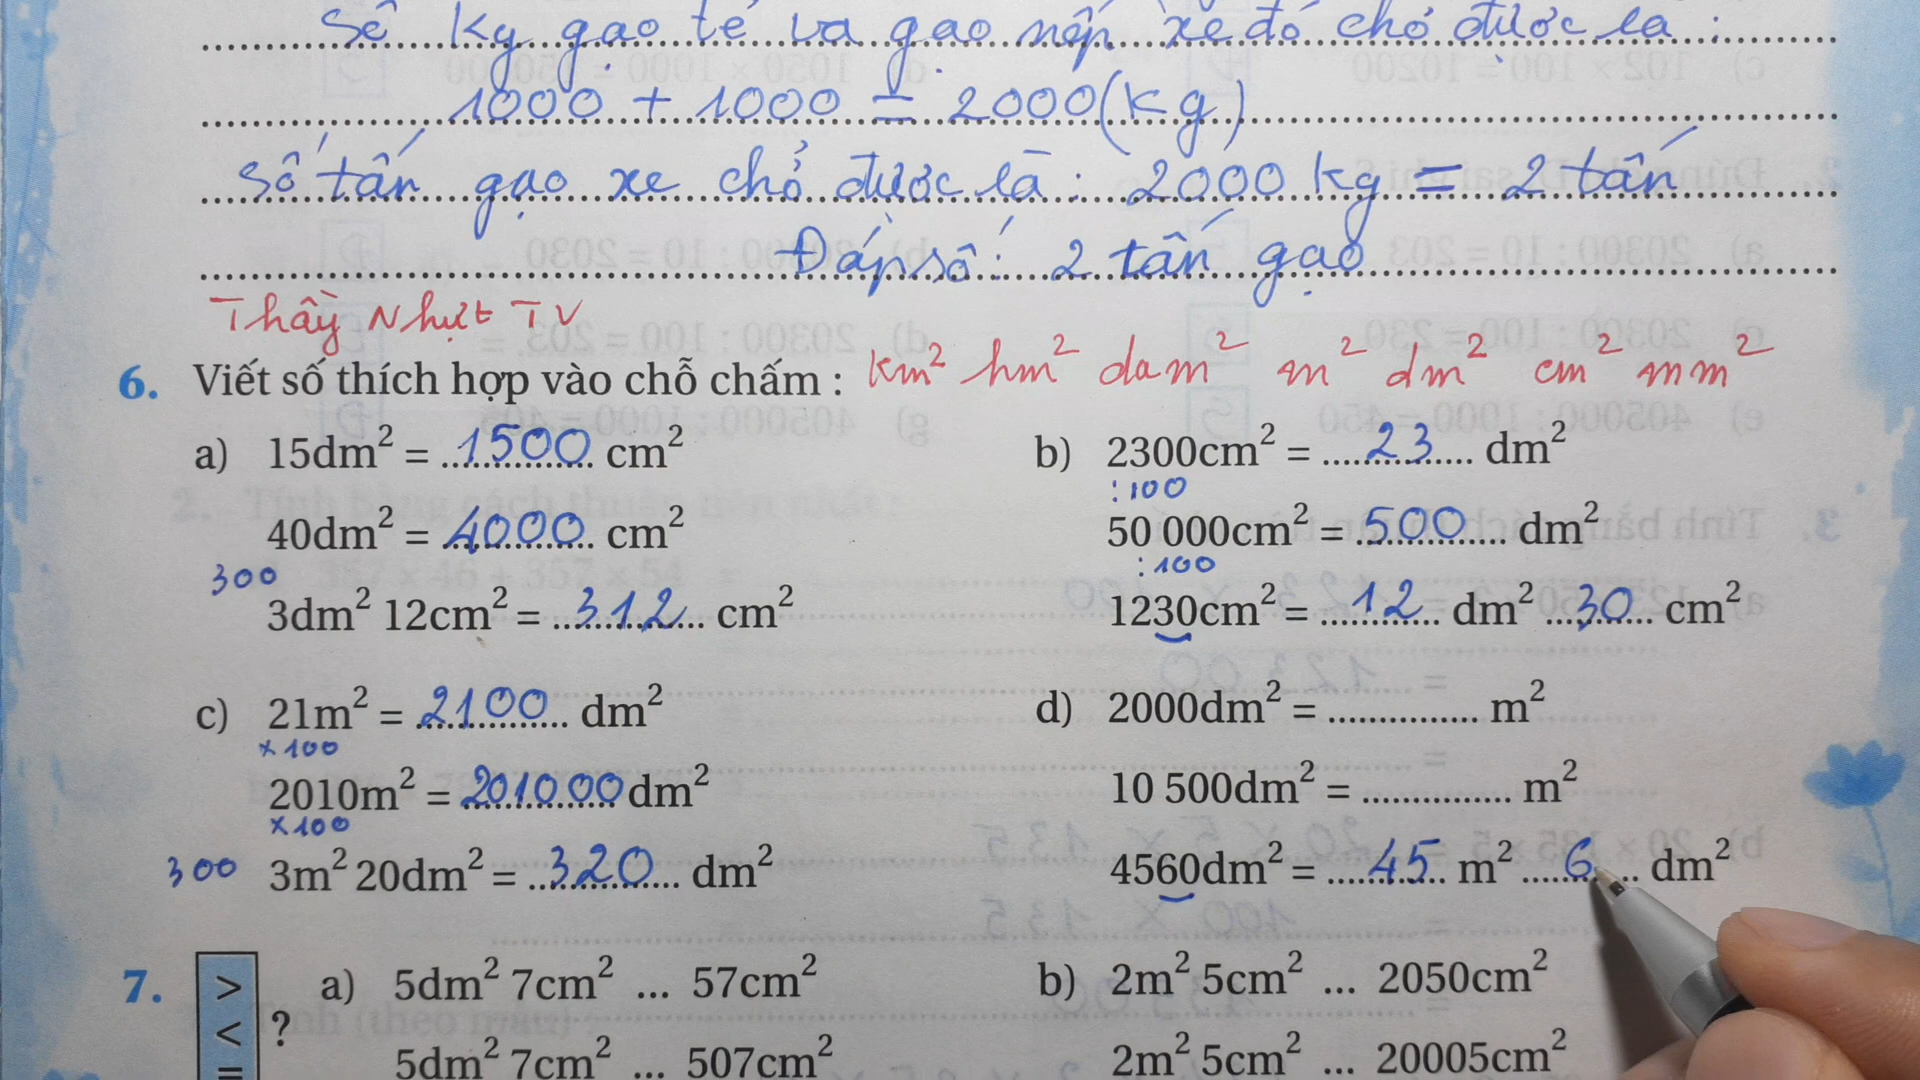 Số kg gạo tẻ và gạo nếp xe đó chở được là :
1000 + 1000 = 2000 (kg)
Số tấn gạo xe chở được là : 2000 kg = 2 tấn
Đáp số : 2 tấn gạo
Thầy Nhựt TV
6. Viết số thích hợp vào chỗ chấm : km² hm² dam² m² dm² cm² mm²
a) 15dm² = 1500 cm² b) 2300cm² = 23 dm²
:100
40dm² = 4000 cm² 50 000cm² = 500 dm²
300 :100
3dm² 12cm² = 312 cm² 1230cm² = 12 dm² 30 cm²
c) 21m² = 2100 dm² d) 2000dm² = ............... m²
×100
2010m² = 201000 dm² 10 500dm² = ............... m²
×100
300 3m² 20dm² = 320 dm² 4560dm² = 45 m² 6 dm²
7. > a) 5dm² 7cm² ... 57cm² b) 2m² 5cm² ... 2050cm²
< ?
= 5dm² 7cm² ... 507cm² 2m² 5cm² ... 20005cm²